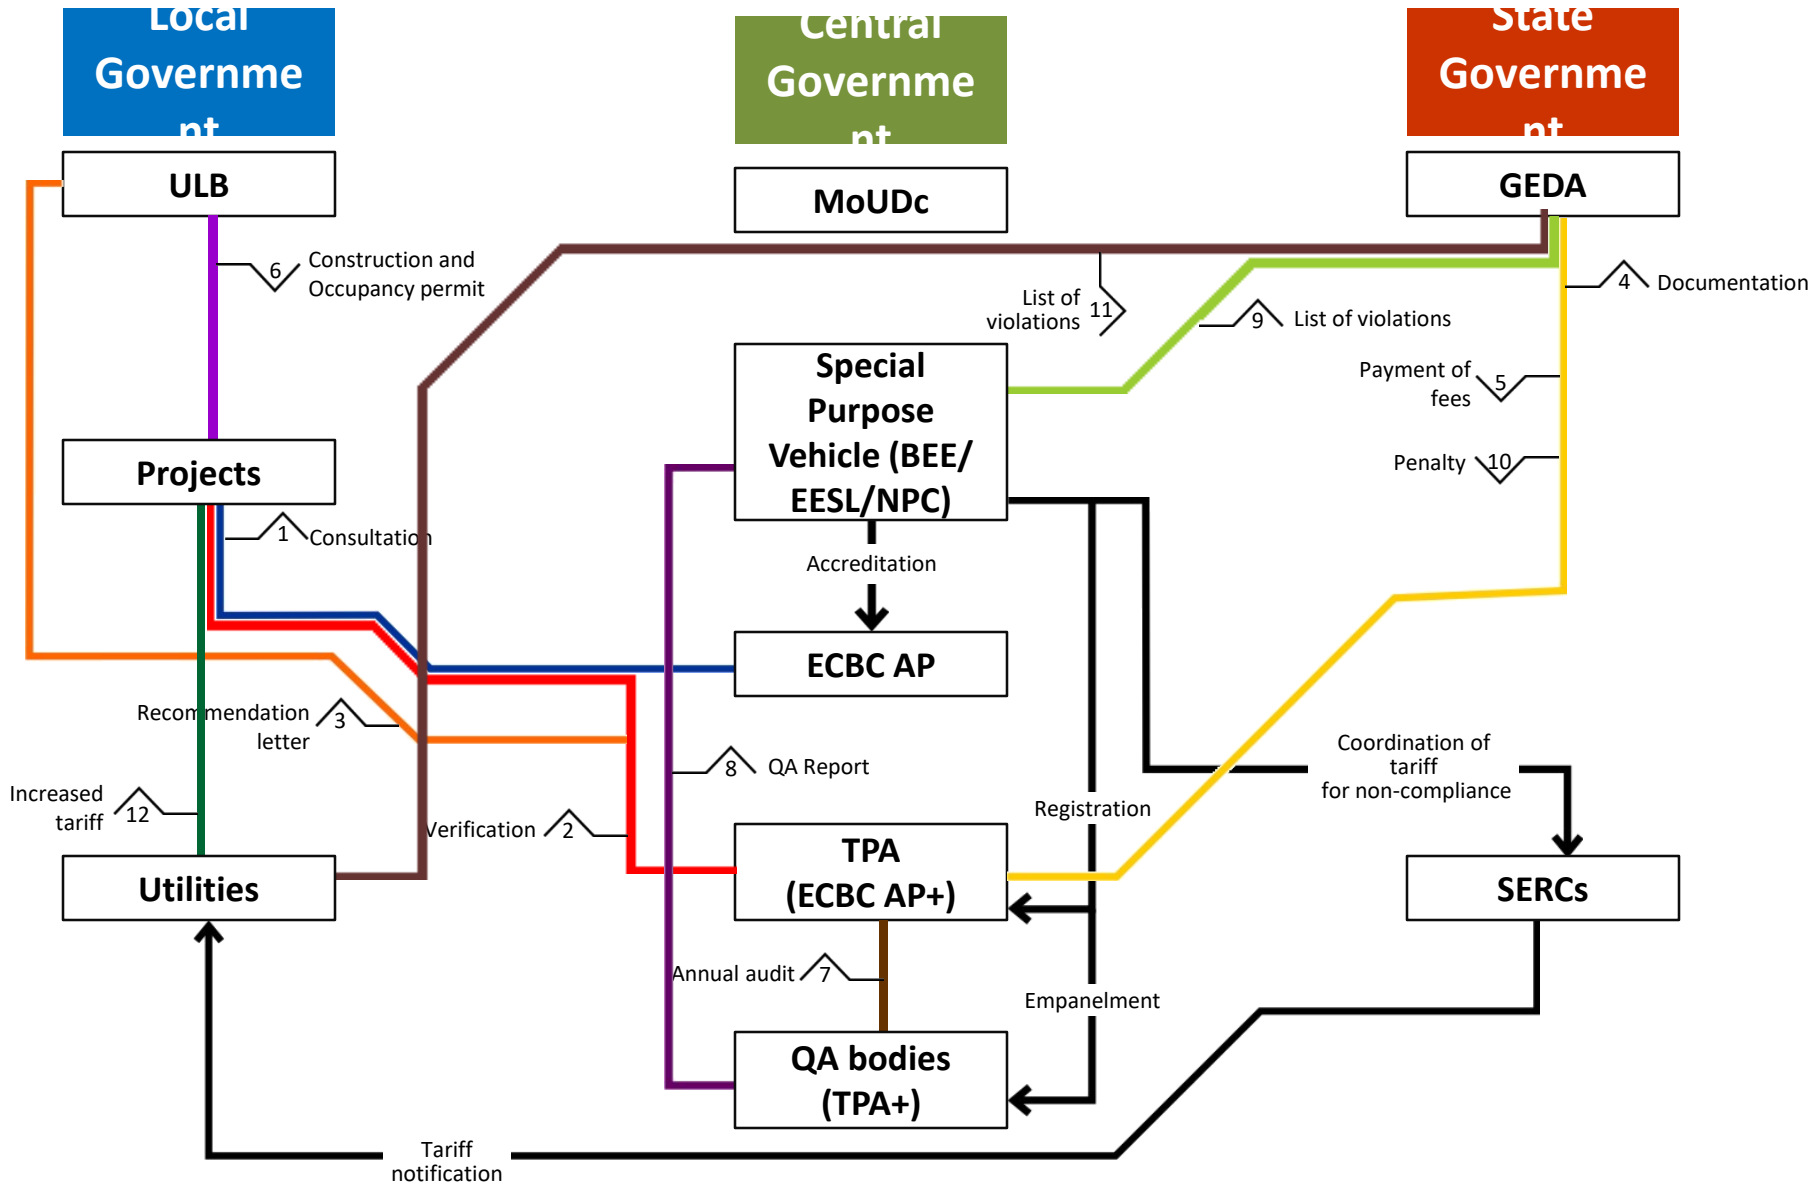 Local
Governme
nt
Central
Governme
nt
State
Governme
nt
ULB
MoUDc
GEDA
6
Construction and
Occupancy permit
List of
violations
11
9
List of violations
4
Documentation
Payment of
fees
5
Penalty
10
Special
Purpose
Vehicle (BEE/
EESL/NPC)
Projects
1
Consultation
Accreditation
ECBC AP
Recommendation
letter
3
8
QA Report
Coordination of
tariff
for non-compliance
Increased
tariff
12
Verification
2
Registration
Utilities
TPA
(ECBC AP+)
SERCs
Annual audit
7
Empanelment
QA bodies
(TPA+)
Tariff
notification